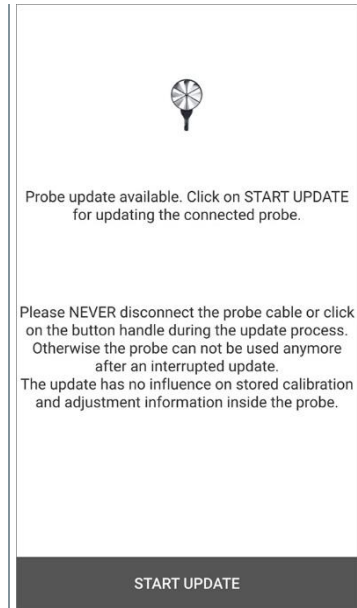 Probe update available. Click on START UPDATE
for updating the connected probe.
Please NEVER disconnect the probe cable or click
on the button handle during the update process.
Otherwise the probe can not be used anymore
after an interrupted update.
The update has no influence on stored calibration
and adjustment information inside the probe.
START UPDATE